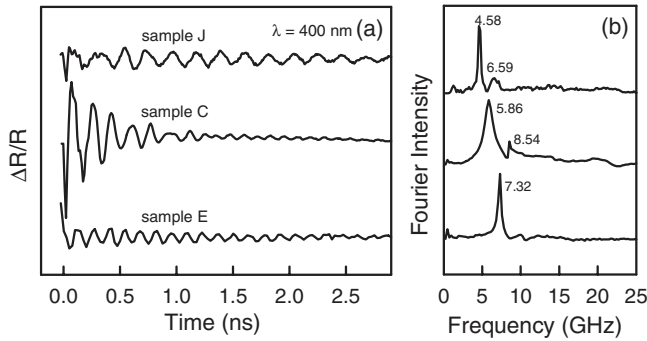 sample J
λ = 400 nm
(a)
sample C
sample E
ΔR/R
0.0 0.5 1.0 1.5 2.0 2.5
Time (ns)
(b)
4.58
6.59
5.86
8.54
7.32
Fourier Intensity
0 5 10 15 20 25
Frequency (GHz)